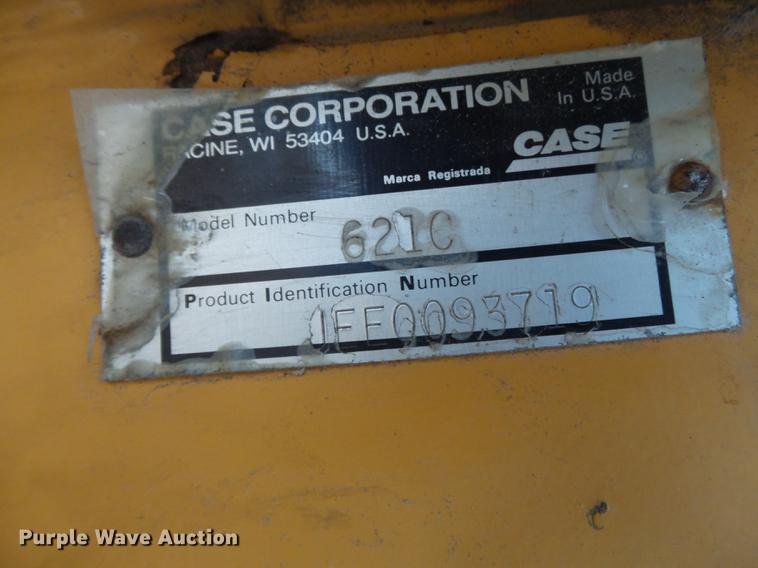 CASE CORPORATION
RACINE, WI 53404 U.S.A.
Made
In U.S.A.
CASE
®
Marca Registrada
Model Number
621C
Product Identification Number
JEE0093719
Purple Wave Auction